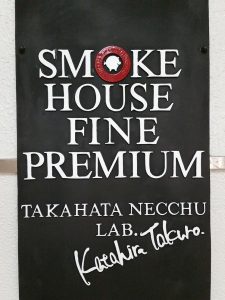 SMOKE
HOUSE
FINE
PREMIUM
TAKAHATA NECCHU
LAB.
Katahira Takuro.